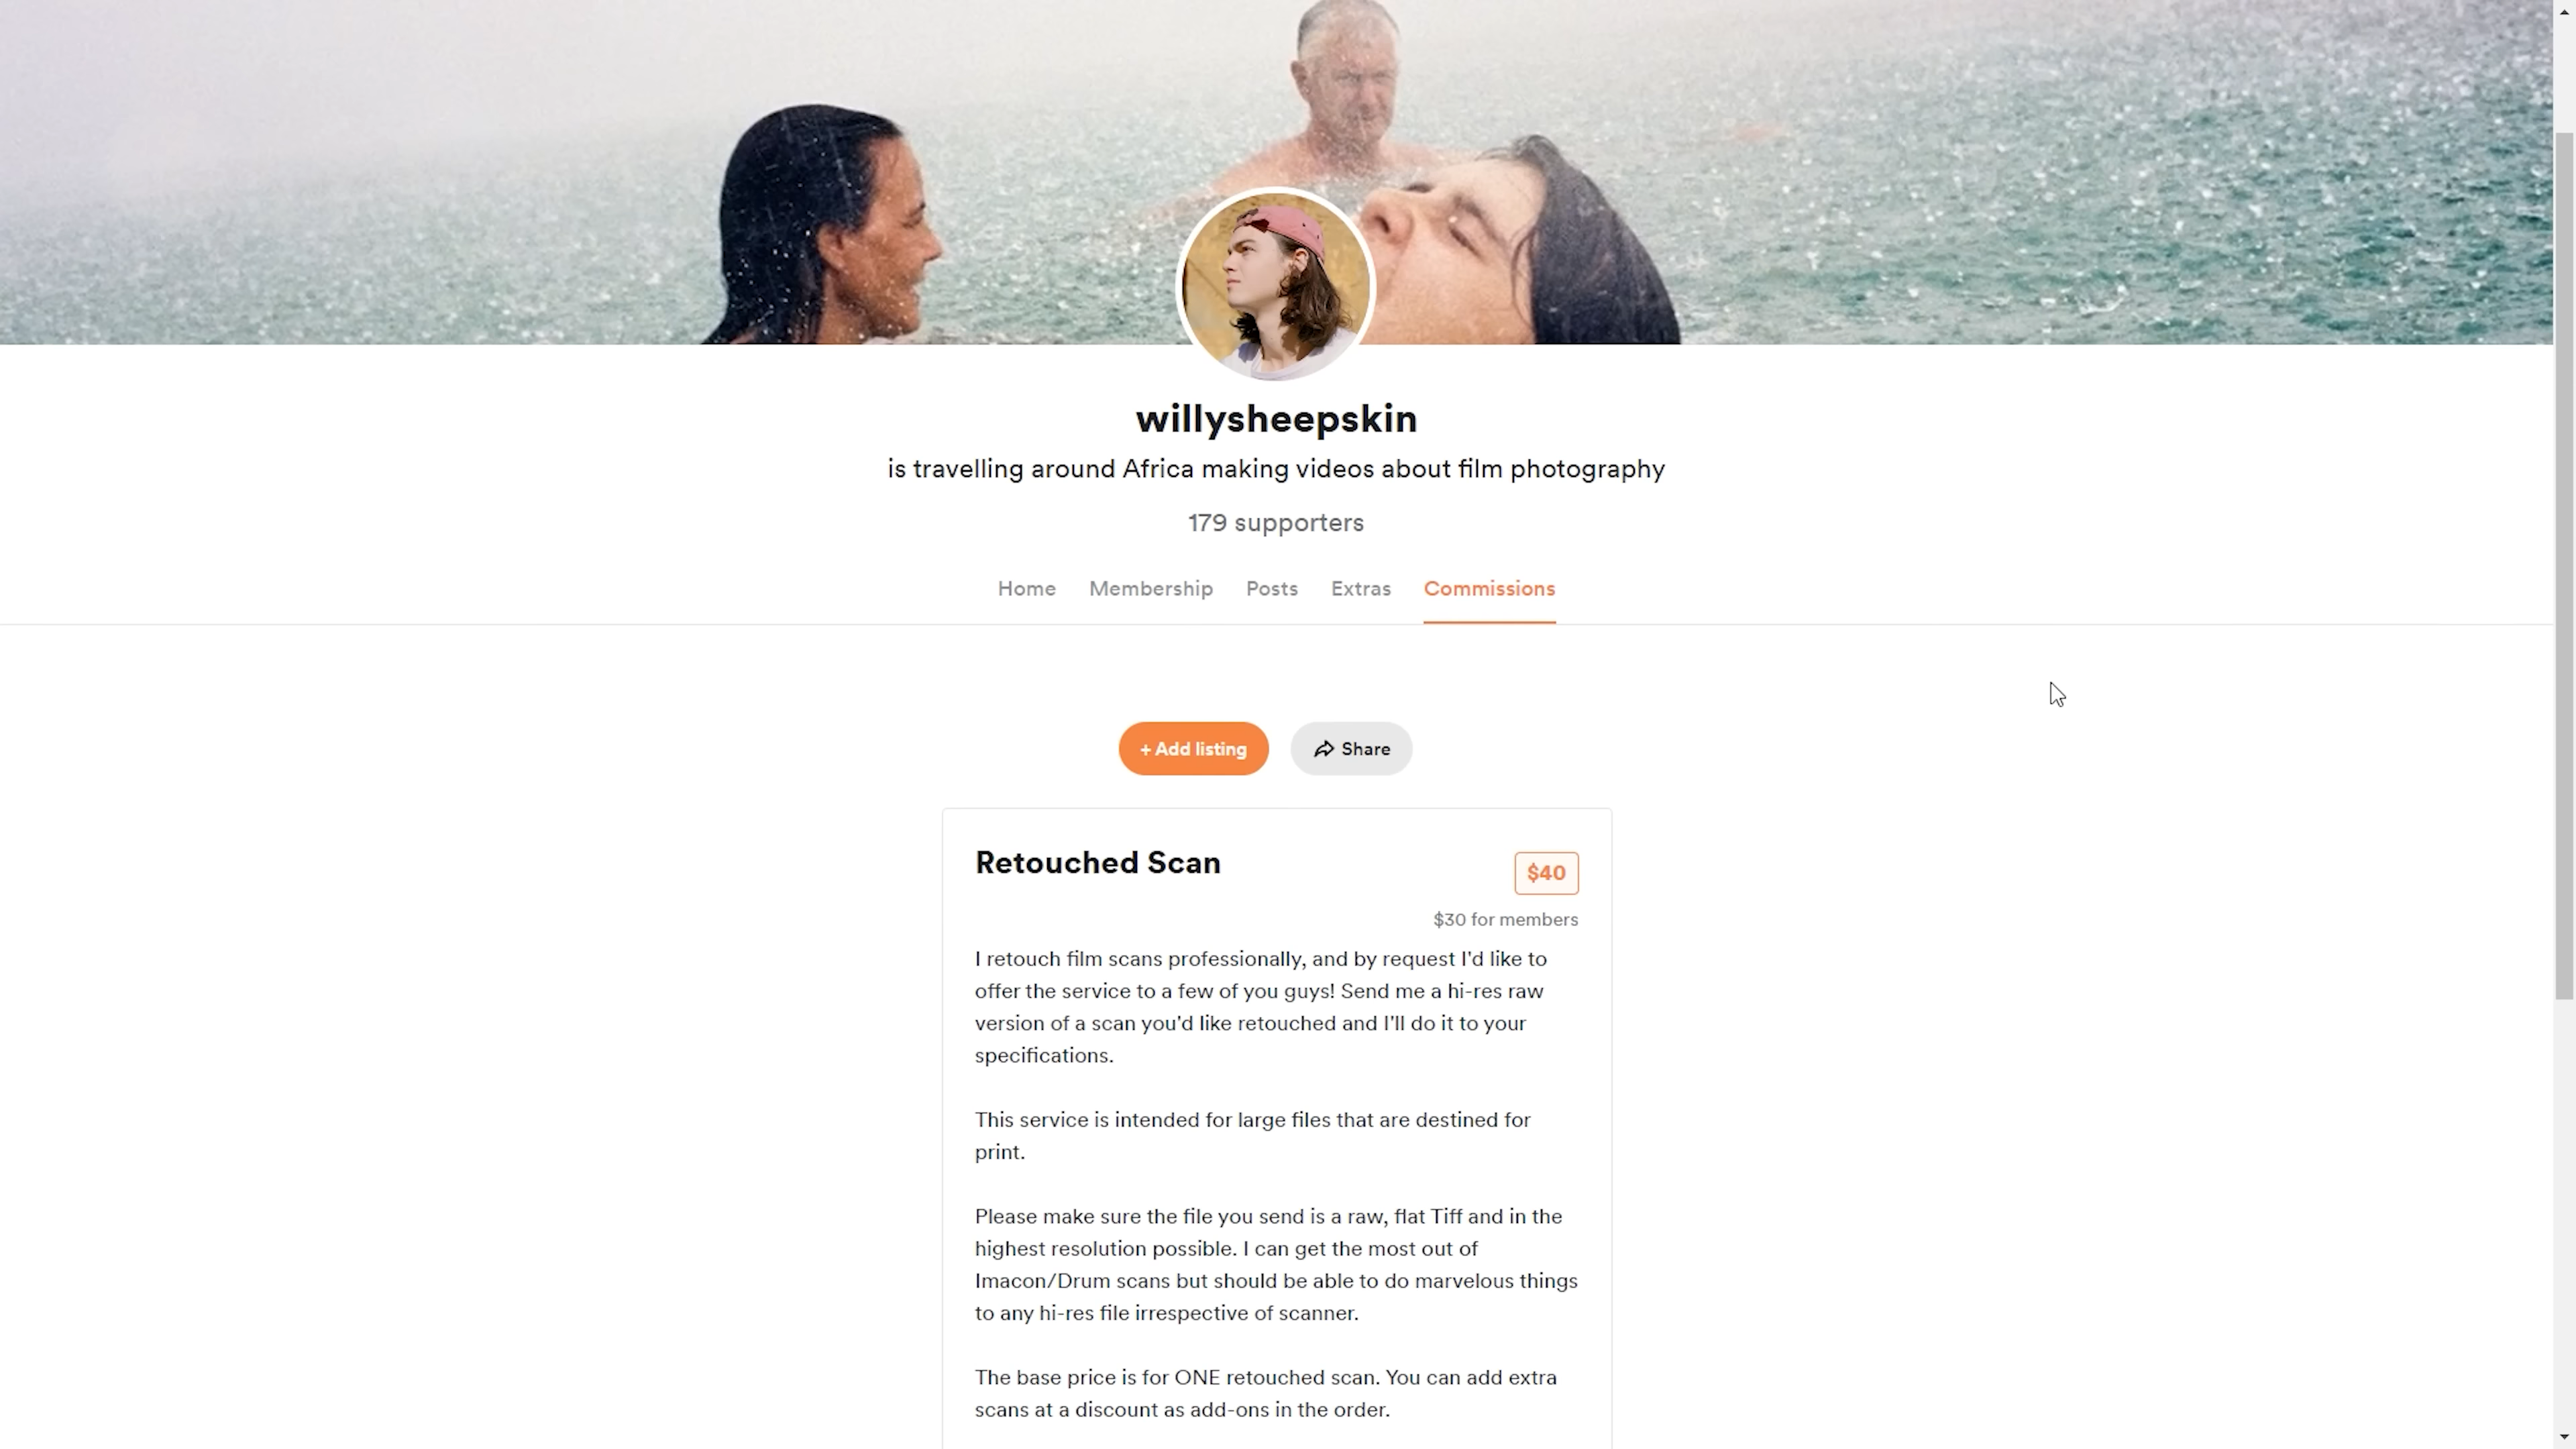 willysheepskin
is travelling around Africa making videos about film photography
179 supporters
Home Membership Posts Extras Commissions
+ Add listing Share
Retouched Scan
$40
$30 for members
I retouch film scans professionally, and by request I'd like to
offer the service to a few of you guys! Send me a hi-res raw
version of a scan you'd like retouched and I'll do it to your
specifications.
This service is intended for large files that are destined for
print.
Please make sure the file you send is a raw, flat Tiff and in the
highest resolution possible. I can get the most out of
Imacon/Drum scans but should be able to do marvelous things
to any hi-res file irrespective of scanner.
The base price is for ONE retouched scan. You can add extra
scans at a discount as add-ons in the order.